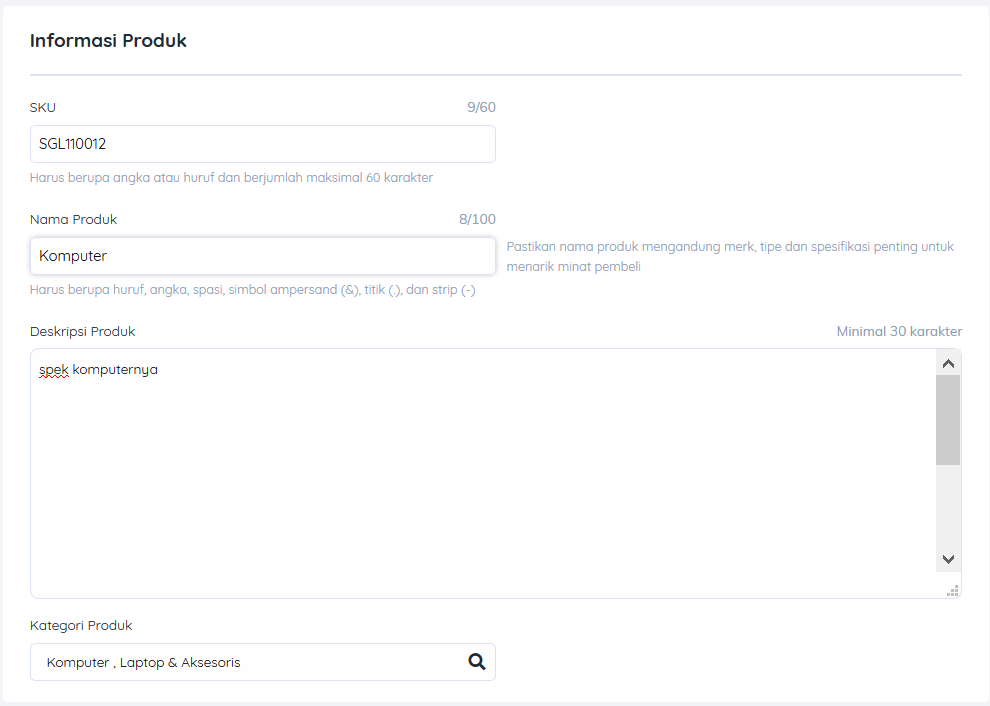 Informasi Produk
SKU 9/60
SGL110012
Harus berupa angka atau huruf dan berjumlah maksimal 60 karakter
Nama Produk 8/100
Komputer
Pastikan nama produk mengandung merk, tipe dan spesifikasi penting untuk
menarik minat pembeli
Harus berupa huruf, angka, spasi, simbol ampersand (&), titik (.), dan strip (-)
Deskripsi Produk Minimal 30 karakter
spek komputernya
Kategori Produk
Komputer , Laptop & Aksesoris